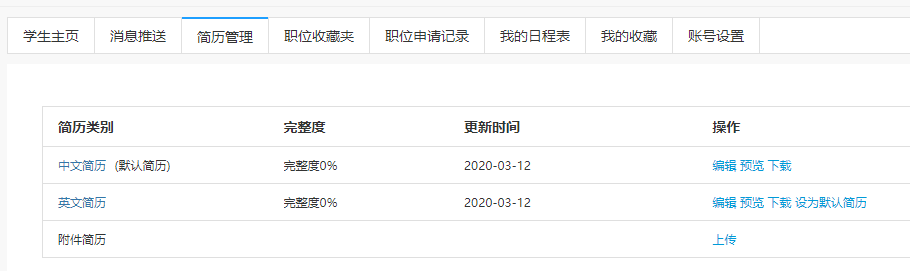 学生主页 消息推送 简历管理 职位收藏夹 职位申请记录 我的日程表 我的收藏 账号设置
简历类别 完整度 更新时间 操作
中文简历 (默认简历) 完整度0% 2020-03-12 编辑 预览 下载
英文简历 完整度0% 2020-03-12 编辑 预览 下载 设为默认简历
附件简历 上传